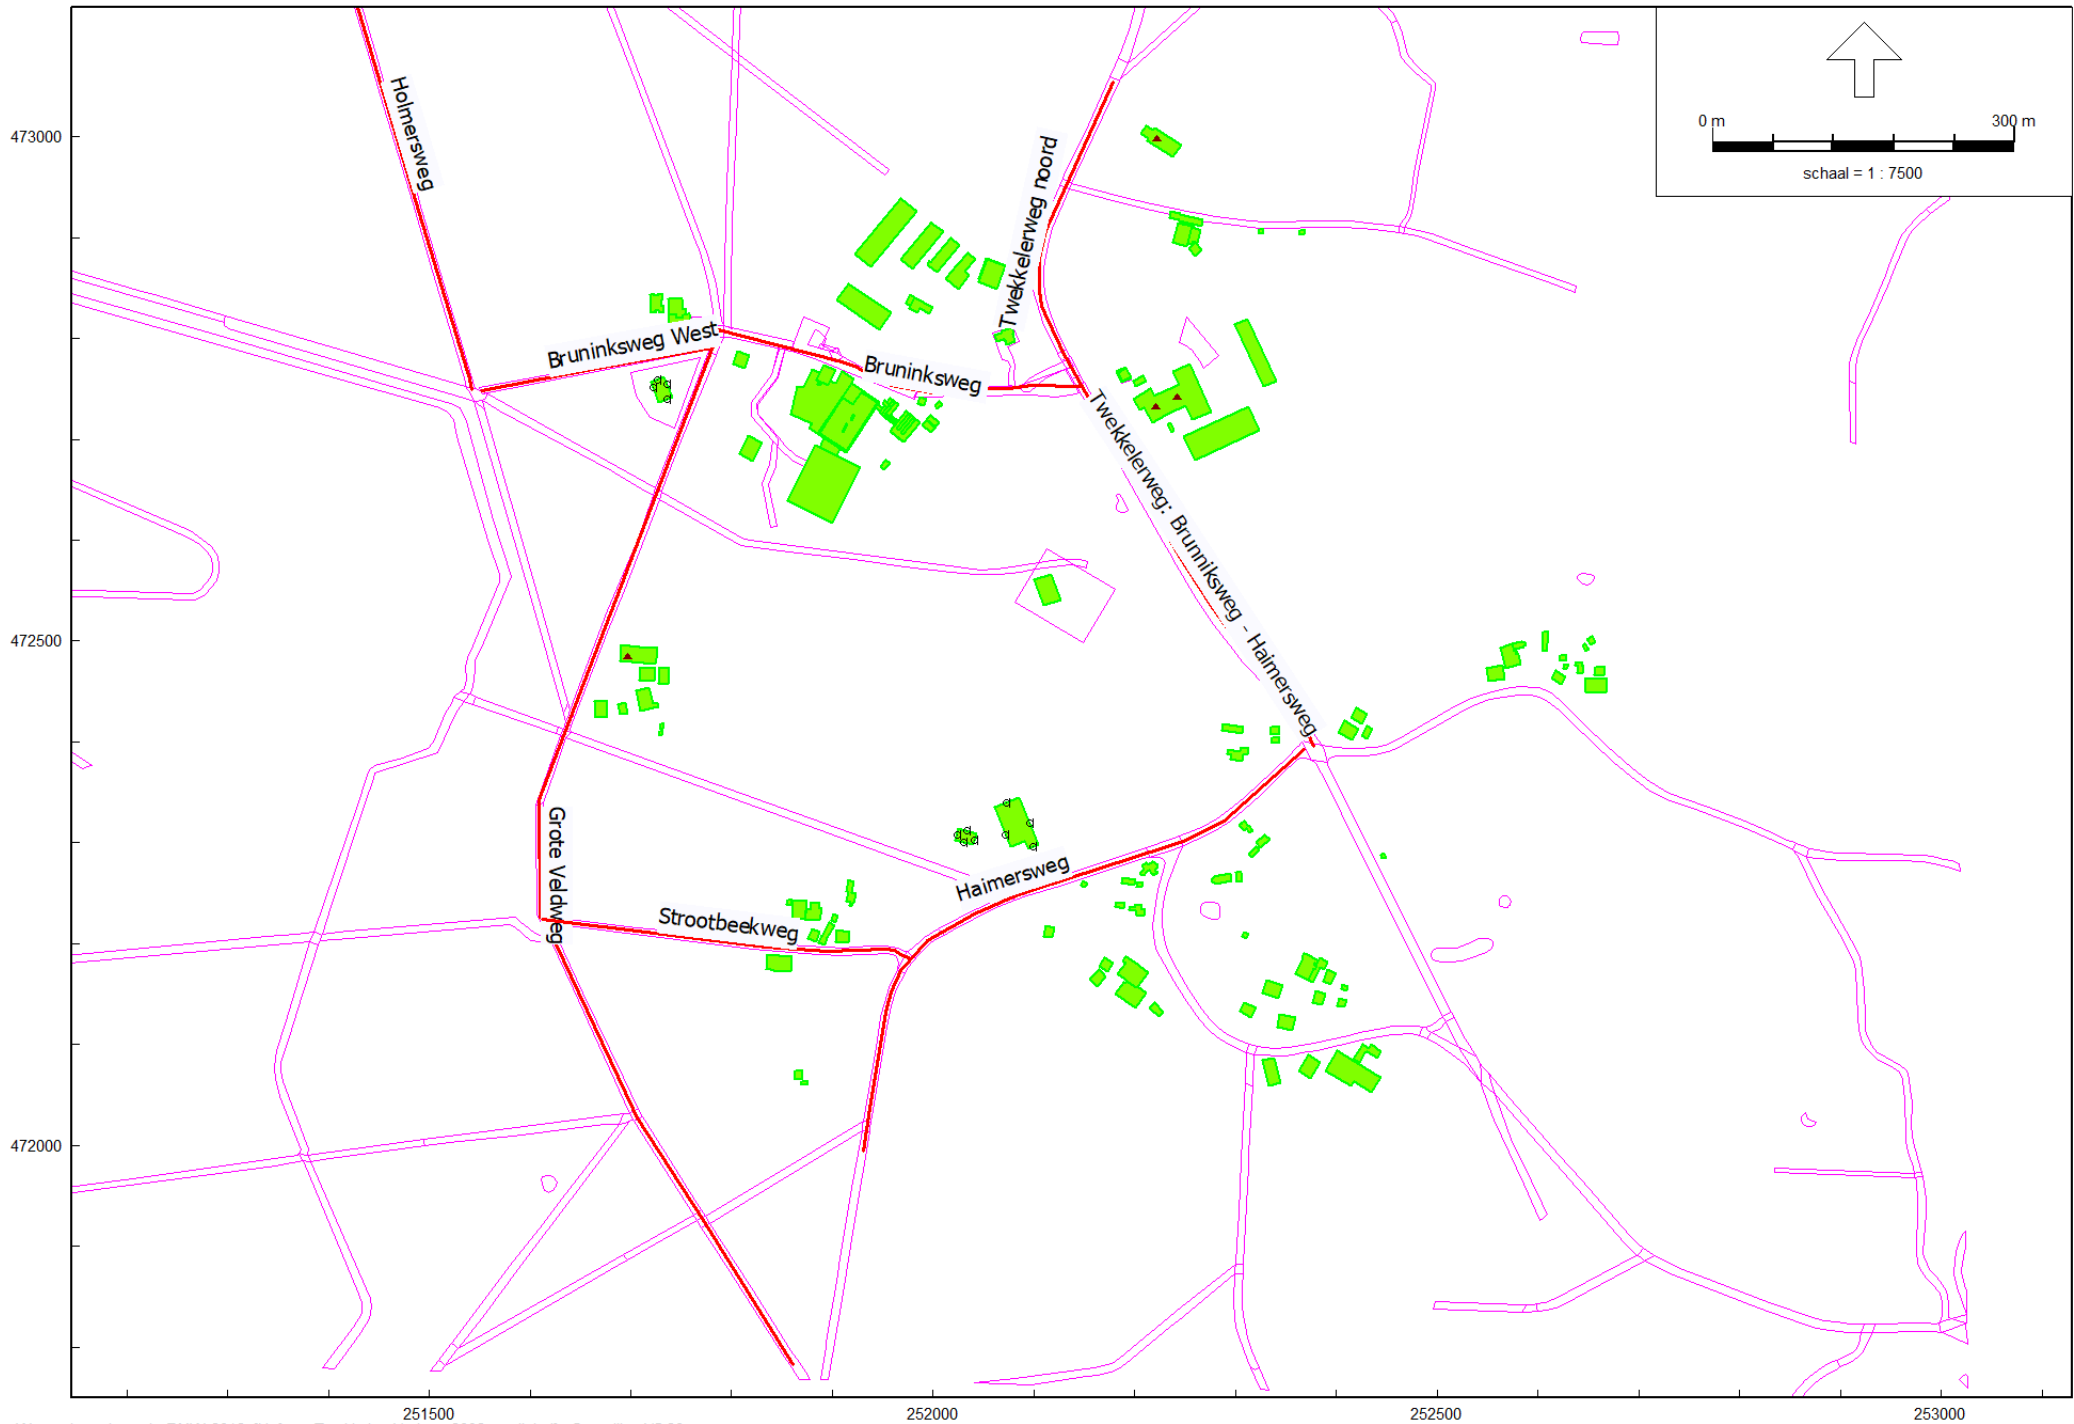 0 m 300 m
schaal = 1 : 7500
473000
472500
472000
Holmersweg
Twekkelerweg noord
Bruninksweg West
Bruninksweg
Twekkelerweg: Brunniksweg - Haimersweg
Grote Veldweg
Haimersweg
Strootbeekweg
251500 252000 252500 253000